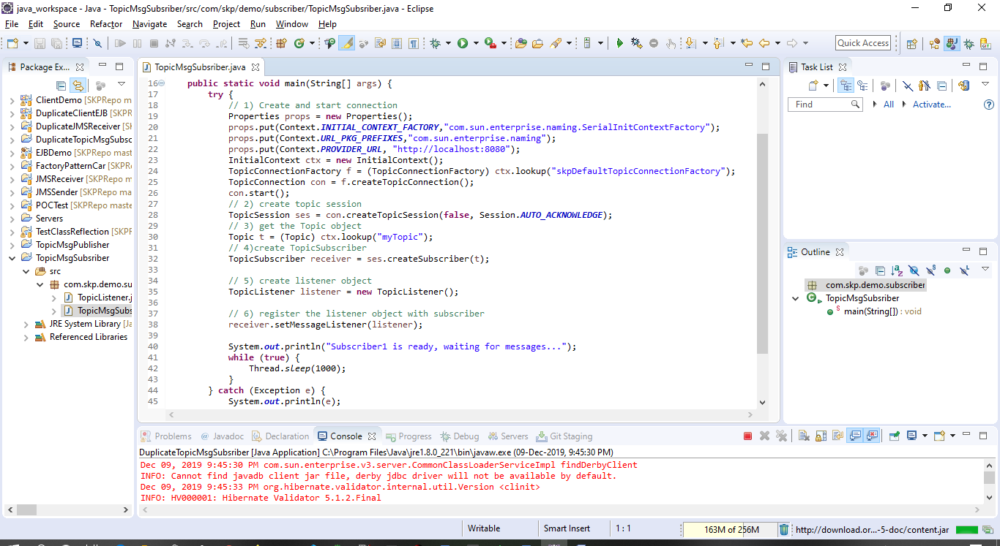 java_workspace - Java - TopicMsgSubsriber/src/com/skp/demo/subscriber/TopicMsgSubsriber.java - Eclipse
File Edit Source Refactor Navigate Search Project Run Window Help
Quick Access
Package Ex...
ClientDemo [SKPRepo m
DuplicateClientEJB [SKPR
DuplicateJMSReceiver [SK
DuplicateTopicMsgSubsc
EJBDemo [SKPRepo mast
FactoryPatternCar [SKPR
JMSReceiver [SKPRepo m
JMSSender [SKPRepo ma
POCTest [SKPRepo maste
Servers
TestClassReflection [SKPF
TopicMsgPublisher
TopicMsgSubsriber
src
com.skp.demo.su
TopicListener.j
TopicMsgSubs
JRE System Library [Ja
Referenced Libraries
TopicMsgSubsriber.java
16 public static void main(String[] args) {
17 try {
18 // 1) Create and start connection
19 Properties props = new Properties();
20 props.put(Context.INITIAL_CONTEXT_FACTORY,"com.sun.enterprise.naming.SerialInitContextFactory");
21 props.put(Context.URL_PKG_PREFIXES,"com.sun.enterprise.naming");
22 props.put(Context.PROVIDER_URL, "http://localhost:8080");
23 InitialContext ctx = new InitialContext();
24 TopicConnectionFactory f = (TopicConnectionFactory) ctx.lookup("skpDefaultTopicConnectionFactory");
25 TopicConnection con = f.createTopicConnection();
26 con.start();
27 // 2) create topic session
28 TopicSession ses = con.createTopicSession(false, Session.AUTO_ACKNOWLEDGE);
29 // 3) get the Topic object
30 Topic t = (Topic) ctx.lookup("myTopic");
31 // 4)create TopicSubscriber
32 TopicSubscriber receiver = ses.createSubscriber(t);
33
34 // 5) create listener object
35 TopicListener listener = new TopicListener();
36
37 // 6) register the listener object with subscriber
38 receiver.setMessageListener(listener);
39
40 System.out.println("Subscriber1 is ready, waiting for messages...");
41 while (true) {
42 Thread.sleep(1000);
43 }
44 } catch (Exception e) {
45 System.out.println(e);
Task List
Find All Activate...
Outline
com.skp.demo.subscriber
TopicMsgSubsriber
main(String[]) : void
Problems Javadoc Declaration Console Progress Debug Servers Git Staging
DuplicateTopicMsgSubsriber [Java Application] C:\Program Files\Java\jre1.8.0_221\bin\javaw.exe (09-Dec-2019, 9:45:30 PM)
Dec 09, 2019 9:45:30 PM com.sun.enterprise.v3.server.CommonClassLoaderServiceImpl findDerbyClient
INFO: Cannot find javadb client jar file, derby jdbc driver will not be available by default.
Dec 09, 2019 9:45:33 PM org.hibernate.validator.internal.util.Version <clinit>
INFO: HV000001: Hibernate Validator 5.1.2.Final
Writable Smart Insert 1 : 1 163M of 256M http://download.or...-5-doc/content.jar